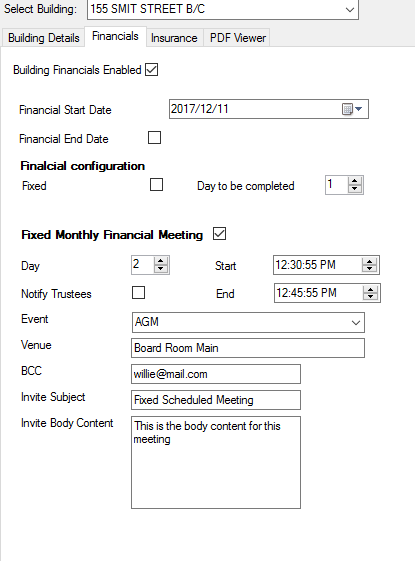 Select Building: 155 SMIT STREET B/C
Building Details Financials Insurance PDF Viewer
Building Financials Enabled
Financial Start Date 2017/12/11
Financial End Date
Finalcial configuration
Fixed Day to be completed 1
Fixed Monthly Financial Meeting
Day 2 Start 12:30:55 PM
Notify Trustees End 12:45:55 PM
Event AGM
Venue Board Room Main
BCC willie@mail.com
Invite Subject Fixed Scheduled Meeting
Invite Body Content This is the body content for this
meeting